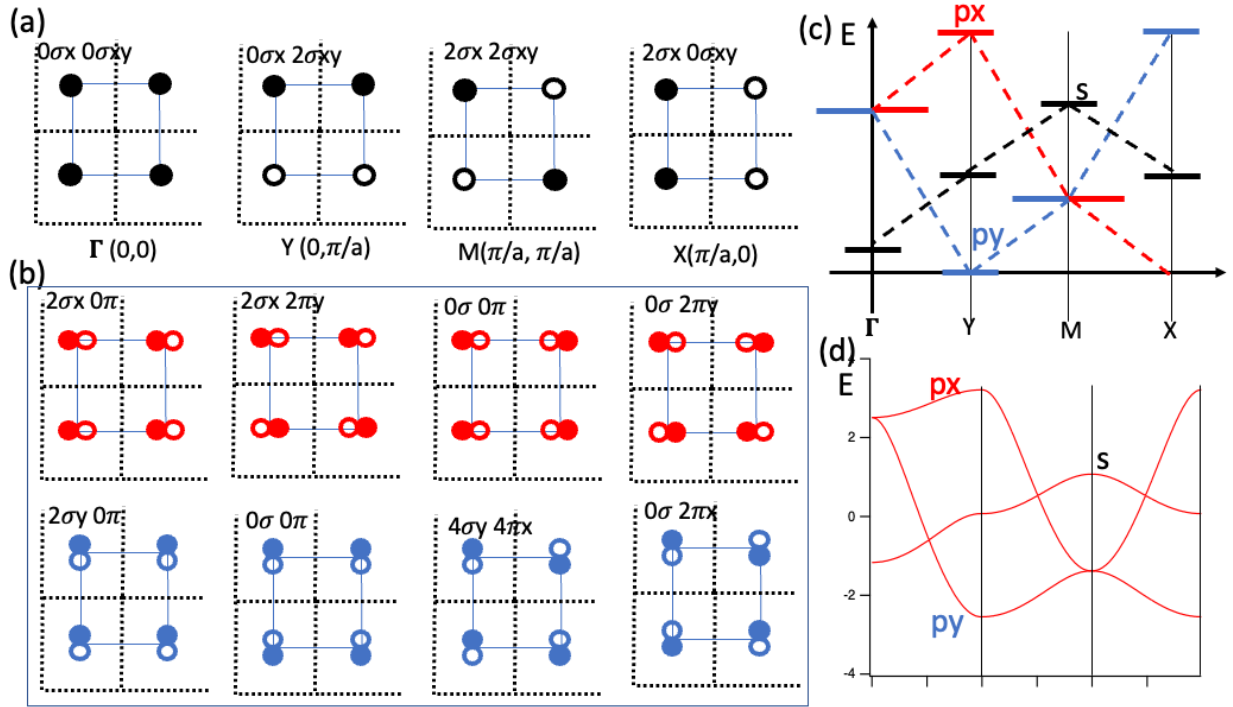 (a)
0σx 0σxy
0σx 2σxy
2σx 2σxy
2σx 0σxy
Γ (0,0)
Y (0,π/a)
M(π/a, π/a)
X(π/a,0)
(b)
2σx 0π
2σx 2πy
0σ 0π
0σ 2πy
2σy 0π
0σ 0π
4σy 4πx
0σ 2πx
(c)
E
px
s
py
Γ
Y
M
X
(d)
4
E
px
2
s
0
-2
py
-4